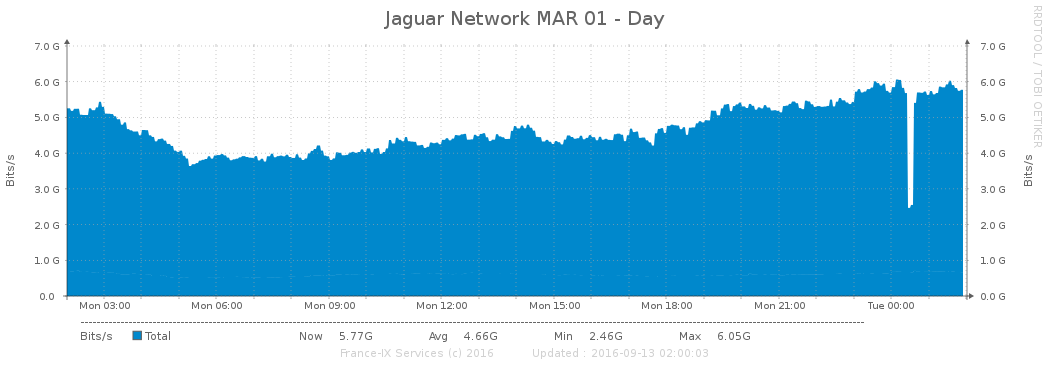 Jaguar Network MAR 01 - Day
RRDTOOL / TOBI OETIKER
7.0 G 7.0 G
6.0 G 6.0 G
5.0 G 5.0 G
4.0 G 4.0 G
3.0 G 3.0 G
2.0 G 2.0 G
1.0 G 1.0 G
0.0 0.0 G
Bits/s
Bits/s
Mon 03:00 Mon 06:00 Mon 09:00 Mon 12:00 Mon 15:00 Mon 18:00 Mon 21:00 Tue 00:00
Bits/s Total Now 5.77G Avg 4.66G Min 2.46G Max 6.05G
France-IX Services (c) 2016 Updated : 2016-09-13 02:00:03